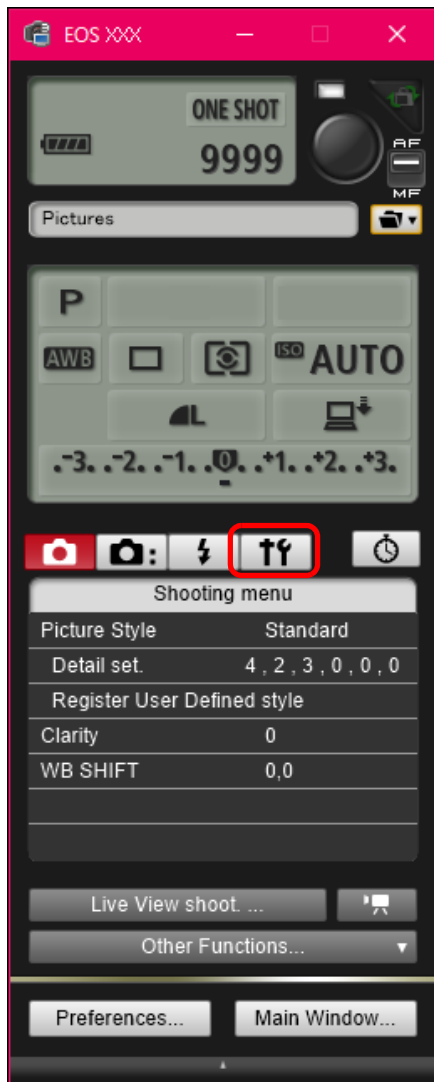 EOS XXX
ONE SHOT
9999
AF
MF
Pictures
P
AWB
ISO AUTO
L
.-3. .-2. .-1. .0. .+1. .+2. .+3.
Shooting menu
Picture Style Standard
Detail set. 4 , 2 , 3 , 0 , 0 , 0
Register User Defined style
Clarity 0
WB SHIFT 0,0
Live View shoot. ...
Other Functions...
Preferences... Main Window...